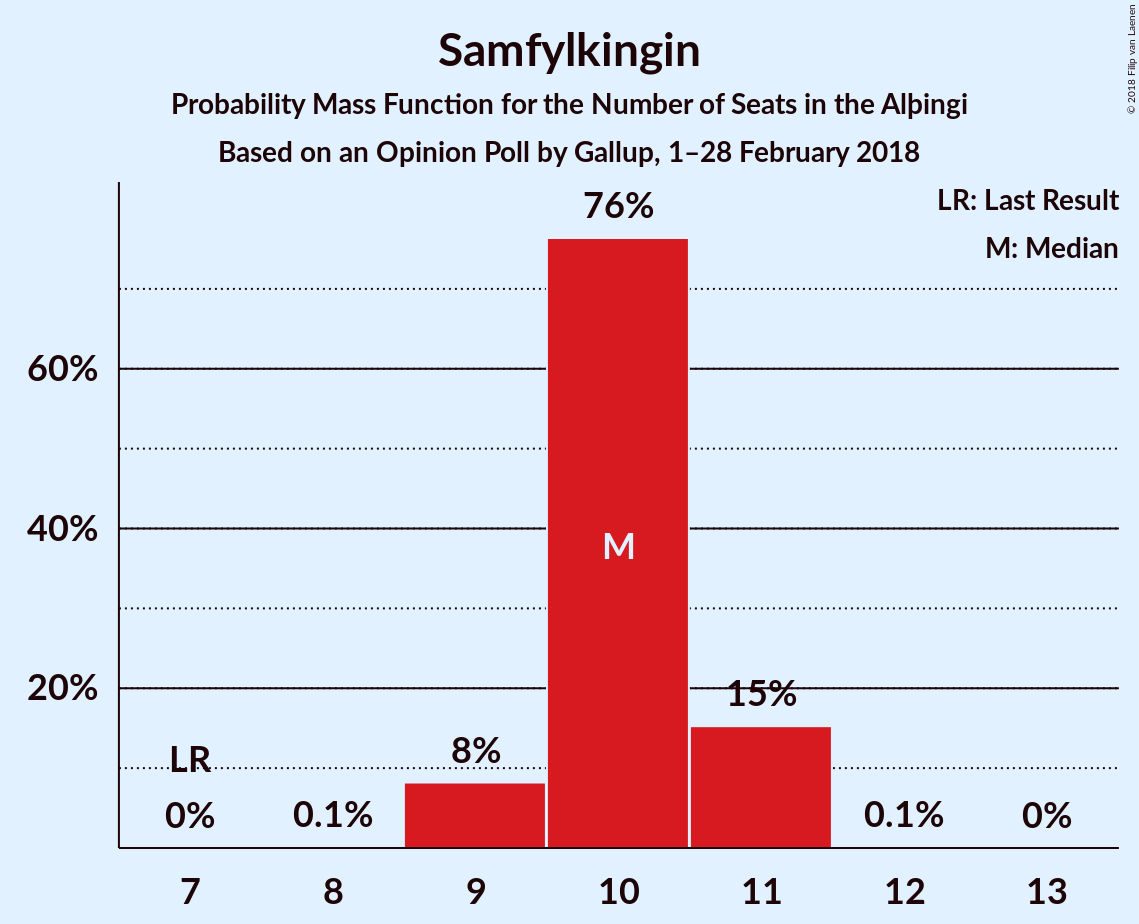 Samfylkingin
Probability Mass Function for the Number of Seats in the Alþingi
Based on an Opinion Poll by Gallup, 1–28 February 2018
© 2018 Filip van Laenen
LR: Last Result
M: Median
76%
60%
40%
M
20%
15%
8%
LR
0%
0.1%
0.1%
0%
7 8 9 10 11 12 13